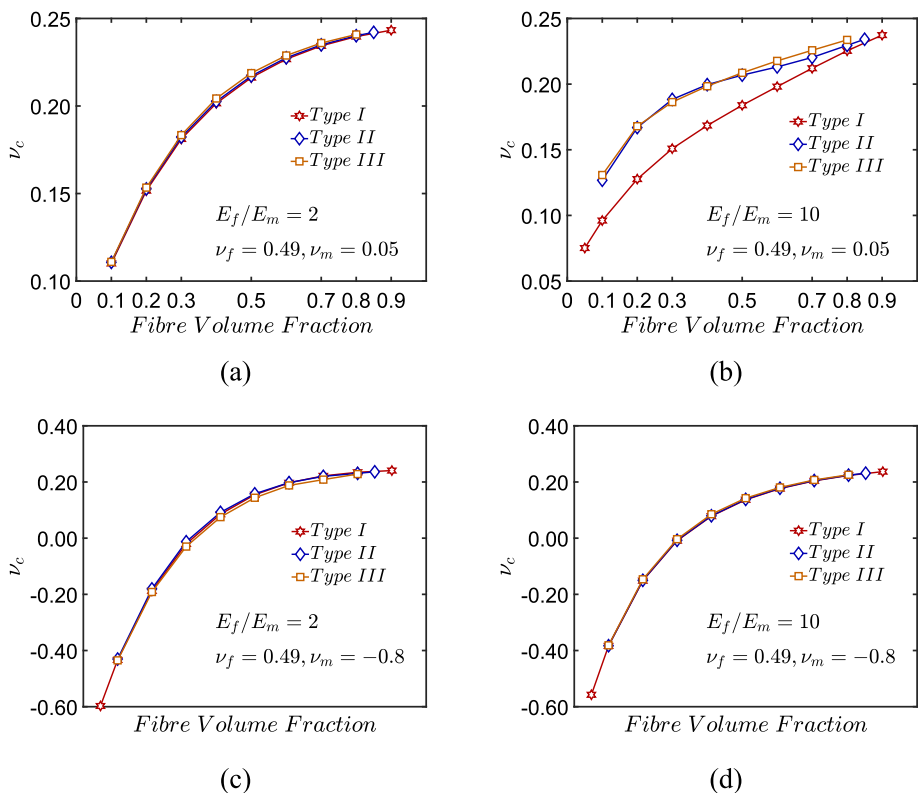 0.25
0.20
0.15
0.10
ν_c
Type I
Type II
Type III
E_f/E_m = 2
ν_f = 0.49, ν_m = 0.05
0 0.1 0.2 0.3 0.5 0.7 0.8 0.9
Fibre Volume Fraction
(a)
0.25
0.20
0.15
0.10
0.05
ν_c
Type I
Type II
Type III
E_f/E_m = 10
ν_f = 0.49, ν_m = 0.05
0 0.1 0.2 0.3 0.5 0.7 0.8 0.9
Fibre Volume Fraction
(b)
0.40
0.20
0.00
-0.20
-0.40
-0.60
ν_c
Type I
Type II
Type III
E_f/E_m = 2
ν_f = 0.49, ν_m = −0.8
Fibre Volume Fraction
(c)
0.40
0.20
0.00
-0.20
-0.40
-0.60
ν_c
Type I
Type II
Type III
E_f/E_m = 10
ν_f = 0.49, ν_m = −0.8
Fibre Volume Fraction
(d)